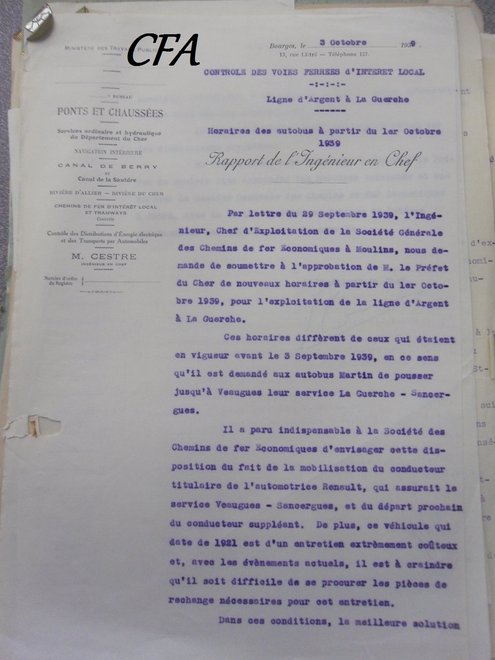 CFA
MINISTÈRE DES TRAVAUX PUBLICS
Bourges, le 3 Octobre 1939
13, rue Littré - Téléphone 127.
BUREAU
PONTS ET CHAUSSÉES
Services ordinaire et hydraulique
du Département du Cher
NAVIGATION INTÉRIEURE
CANAL DE BERRY
ET
Canal de la Sauldre
RIVIÈRE D'ALLIER - RIVIÈRE DU CHER
CHEMINS DE FER D'INTÉRÊT LOCAL
ET TRAMWAYS
Contrôle
Contrôle des Distributions d'Énergie électrique
et des Transports par Automobiles
M. CESTRE
INGÉNIEUR EN CHEF
Numéro d'ordre
du Registre
CONTROLE DES VOIES FERREES D'INTERET LOCAL
-:-:-:-
Ligne d'Argent à La Guerche
------
Horaires des autobus à partir du 1er Octobre
1939
Rapport de l'Ingénieur en Chef
Par lettre du 29 Septembre 1939, l'Ingé-
nieur, Chef d'Exploitation de la Société Générale
des Chemins de fer Economiques à Moulins, nous de-
mande de soumettre à l'approbation de M. le Préfet
du Cher de nouveaux horaires à partir du 1er Octo-
bre 1939, pour l'exploitation de la ligne d'Argent
à La Guerche.
Ces horaires diffèrent de ceux qui étaient
en vigueur avant le 3 Septembre 1939, en ce sens
qu'il est demandé aux autobus Martin de pousser
jusqu'à Veaugues leur service La Guerche - Sancer-
gues.
Il a paru indispensable à la Société des
Chemins de fer Economiques d'envisager cette dis-
position du fait de la mobilisation du conducteur
titulaire de l'automotrice Renault, qui assurait le
service Veaugues - Sancergues, et du départ prochain
du conducteur suppléant. De plus, ce véhicule qui
date de 1921 est d'un entretien extrêmement coûteux
et, avec les évènements actuels, il est à craindre
qu'il soit difficile de se procurer les pièces de
rechange nécessaires pour cet entretien.
Dans ces conditions, la meilleure solution